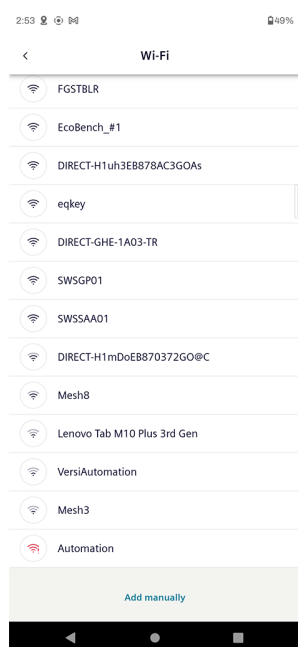 2:53 49%
Wi-Fi
FGSTBLR
EcoBench_#1
DIRECT-H1uh3EB878AC3GOAs
eqkey
DIRECT-GHE-1A03-TR
SWSGP01
SWSSAA01
DIRECT-H1mDoEB870372GO@C
Mesh8
Lenovo Tab M10 Plus 3rd Gen
VersiAutomation
Mesh3
Automation
Add manually